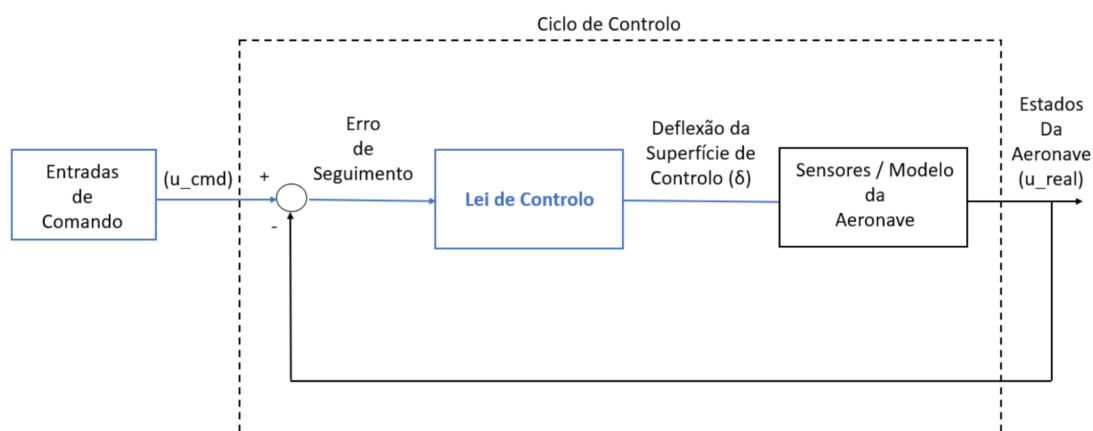 Ciclo de Controlo
Entradas
de
Comando
(u_cmd)
+
-
Erro
de
Seguimento
Lei de Controlo
Deflexão da
Superfície de
Controlo (δ)
Sensores / Modelo
da
Aeronave
Estados
Da
Aeronave
(u_real)